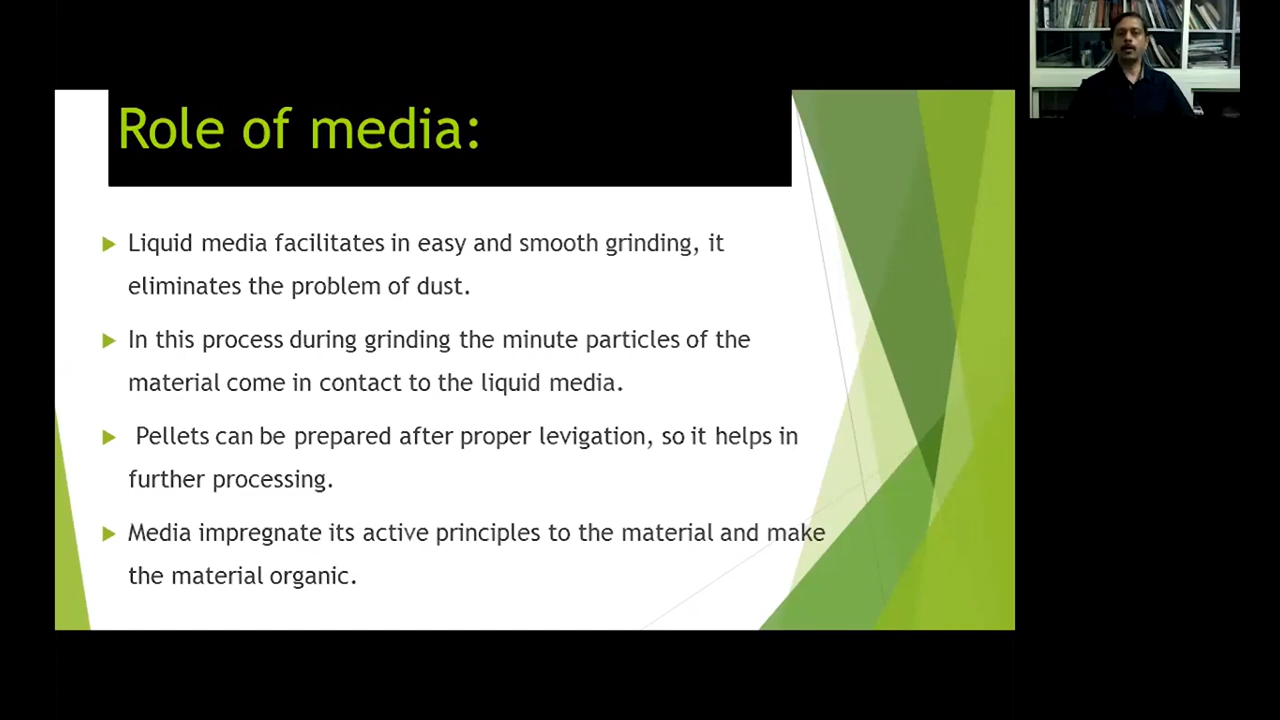 Role of media:
Liquid media facilitates in easy and smooth grinding, it
eliminates the problem of dust.
In this process during grinding the minute particles of the
material come in contact to the liquid media.
Pellets can be prepared after proper levigation, so it helps in
further processing.
Media impregnate its active principles to the material and make
the material organic.